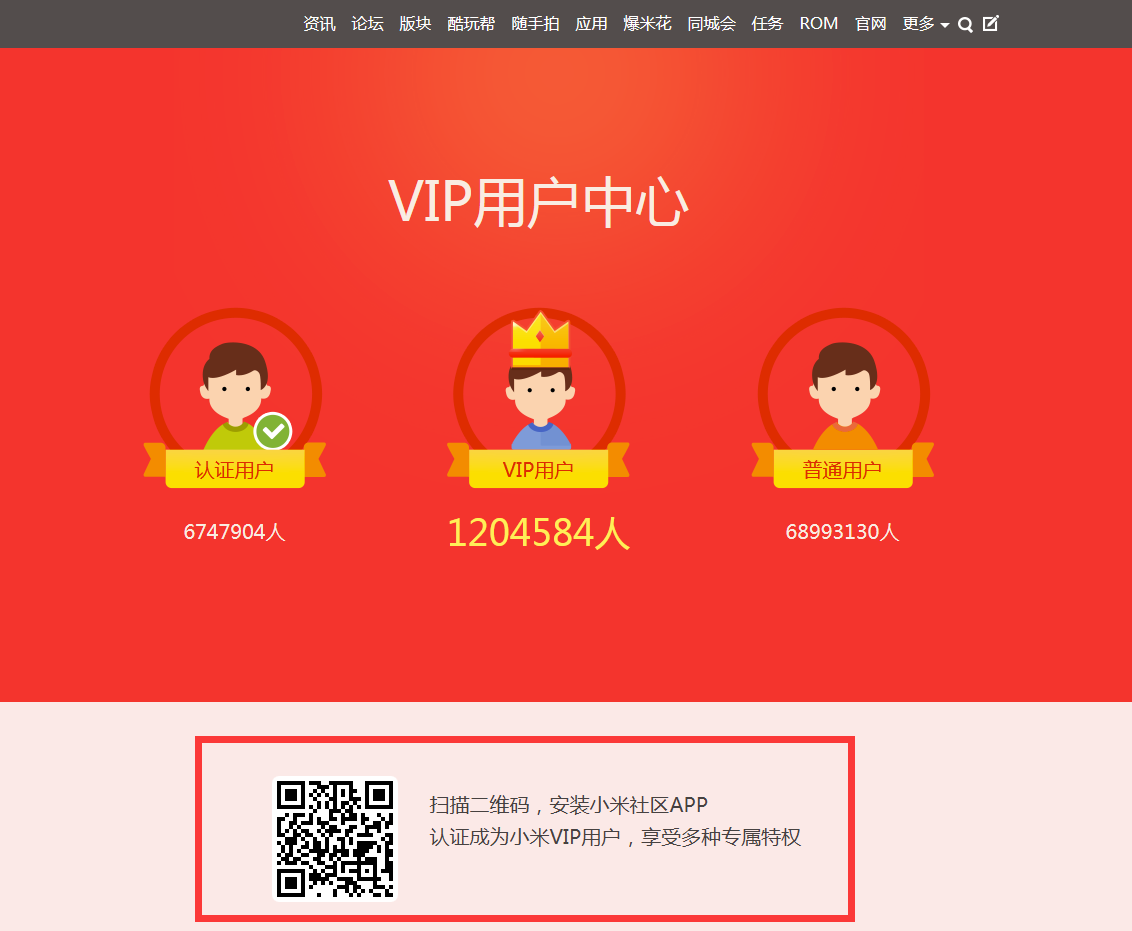 资讯 论坛 版块 酷玩帮 随手拍 应用 爆米花 同城会 任务 ROM 官网 更多
VIP用户中心
认证用户 VIP用户 普通用户
6747904人 1204584人 68993130人
扫描二维码，安装小米社区APP
认证成为小米VIP用户，享受多种专属特权